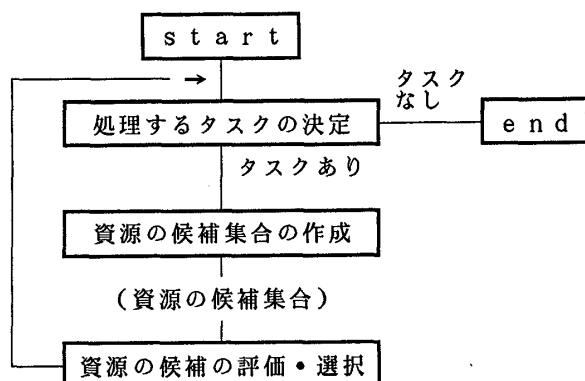 start
タスク
なし
処理するタスクの決定
end
タスクあり
資源の候補集合の作成
(資源の候補集合)
資源の候補の評価・選択